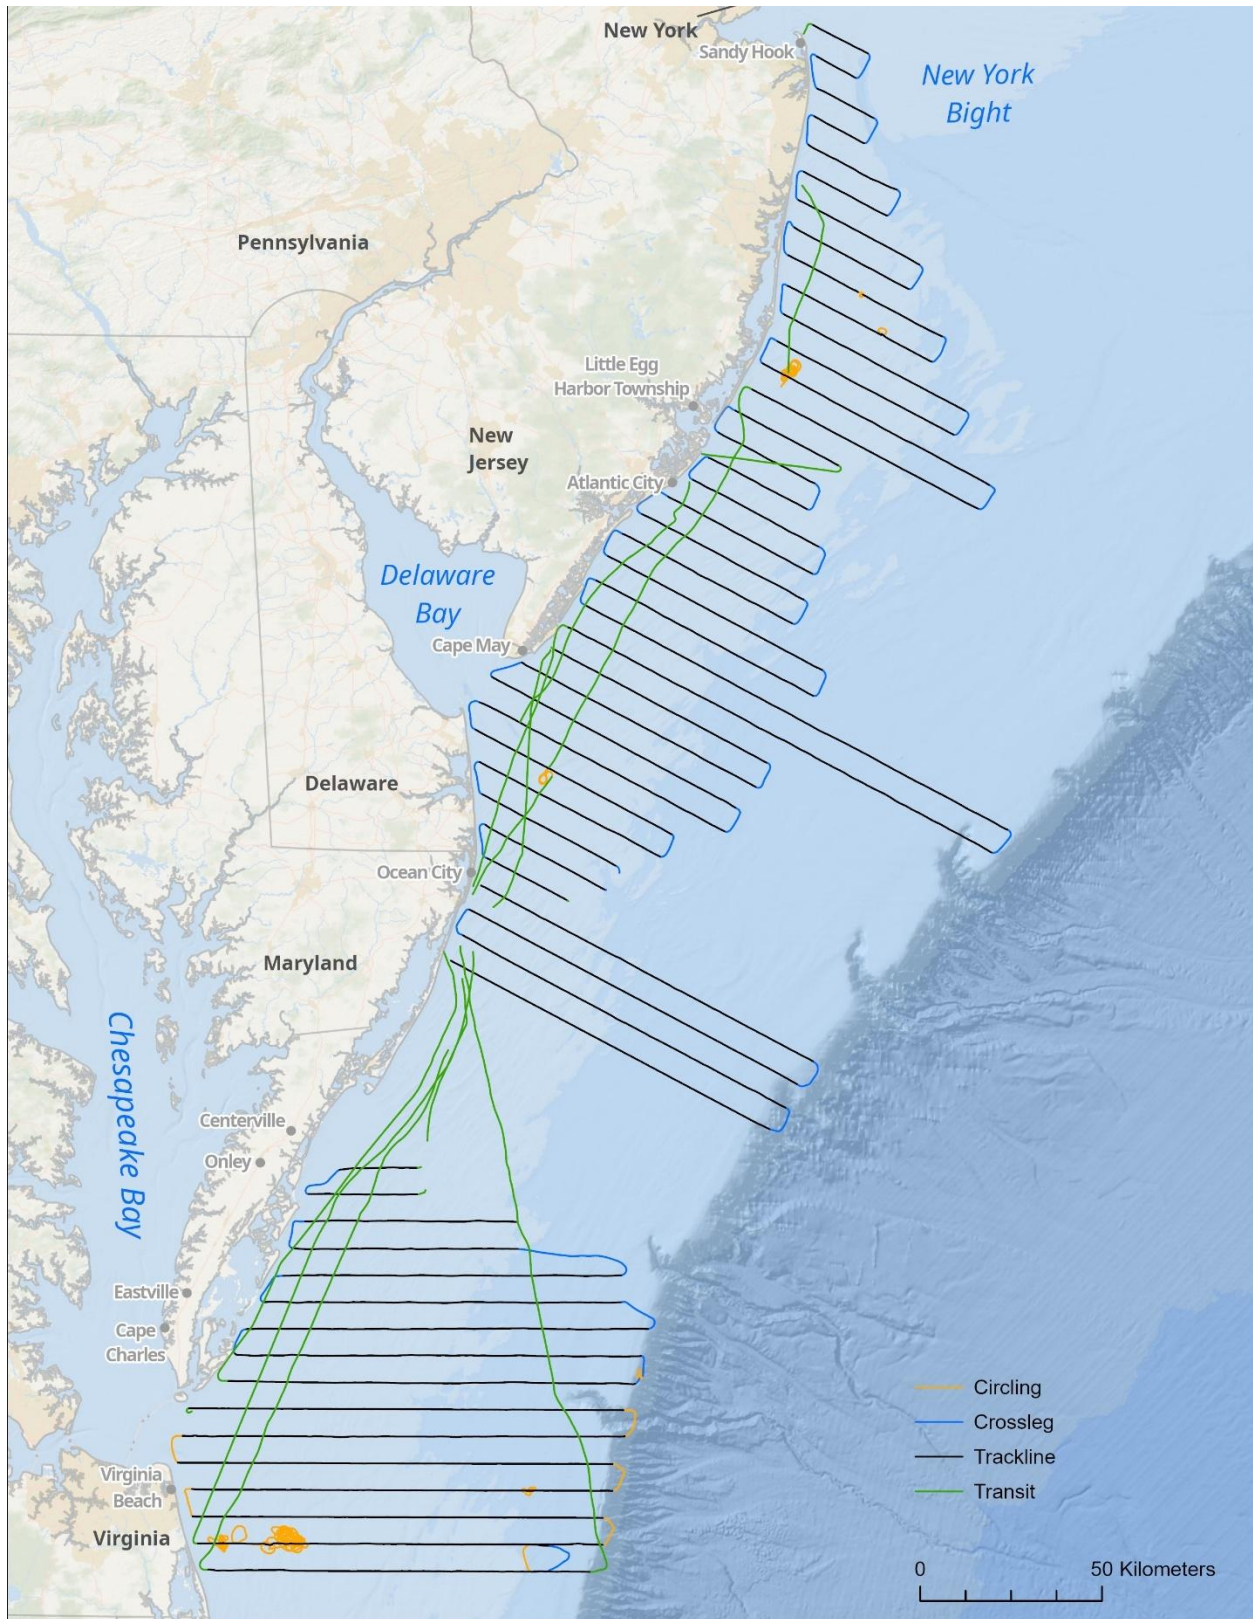 New York
Sandy Hook
New York
Bight
Pennsylvania
Little Egg
Harbor Township
New
Jersey
Atlantic City
Delaware
Bay
Cape May
Delaware
Ocean City
Maryland
Chesapeake Bay
Centerville
Onley
Eastville
Cape
Charles
Virginia
Beach
Virginia
Circling
Crossleg
Trackline
Transit
0 50 Kilometers